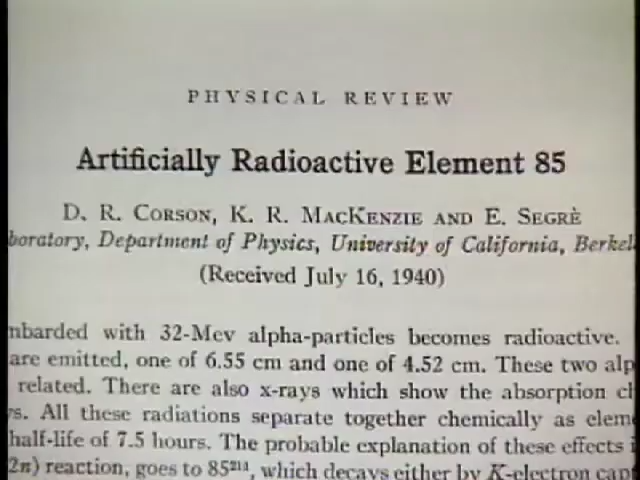 PHYSICAL REVIEW
Artificially Radioactive Element 85
D. R. CORSON, K. R. MACKENZIE AND E. SEGRÈ
boratory, Department of Physics, University of California, Berkel
(Received July 16, 1940)
mbarded with 32-Mev alpha-particles becomes radioactive.
are emitted, one of 6.55 cm and one of 4.52 cm. These two alp
related. There are also x-rays which show the absorption
rs. All these radiations separate together chemically as elem
half-life of 7.5 hours. The probable explanation of these effects
2n) reaction, goes to 85²¹¹, which decays either by K-electron cap